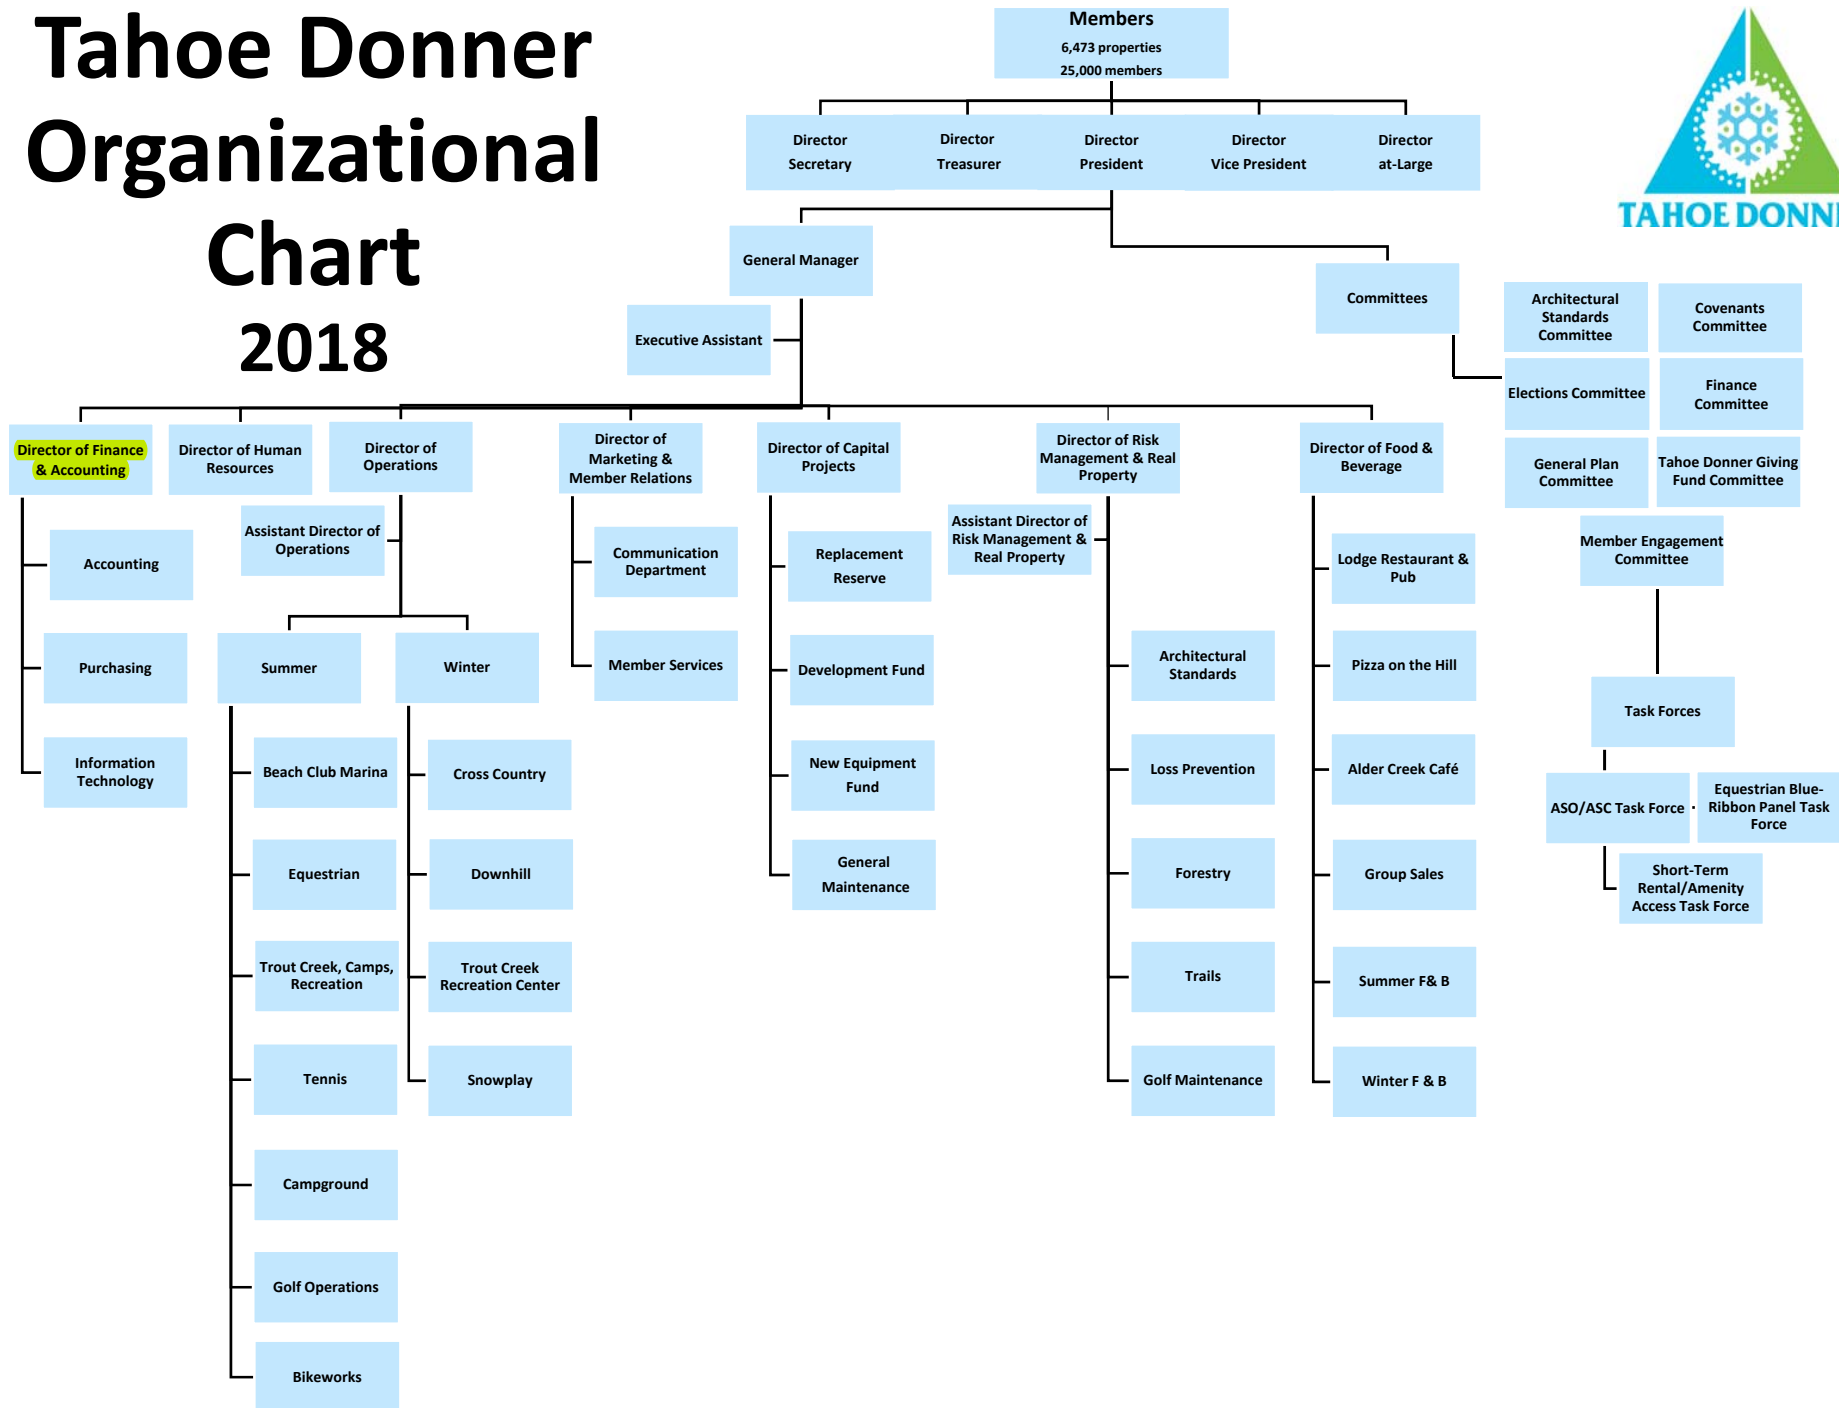 Tahoe Donner
Organizational
Chart
2018
Members
6,473 properties
25,000 members
TAHOE DONN
Director
Secretary
Director
Treasurer
Director
President
Director
Vice President
Director
at-Large
General Manager
Executive Assistant
Committees
Architectural
Standards
Committee
Covenants
Committee
Elections Committee
Finance
Committee
General Plan
Committee
Tahoe Donner Giving
Fund Committee
Member Engagement
Committee
Task Forces
ASO/ASC Task Force
Equestrian Blue-
Ribbon Panel Task
Force
Short-Term
Rental/Amenity
Access Task Force
Director of Finance
& Accounting
Accounting
Purchasing
Information
Technology
Director of Human
Resources
Director of
Operations
Assistant Director of
Operations
Summer
Beach Club Marina
Equestrian
Trout Creek, Camps,
Recreation
Tennis
Campground
Golf Operations
Bikeworks
Winter
Cross Country
Downhill
Trout Creek
Recreation Center
Snowplay
Director of
Marketing &
Member Relations
Communication
Department
Member Services
Director of Capital
Projects
Replacement
Reserve
Development Fund
New Equipment
Fund
General
Maintenance
Director of Risk
Management & Real
Property
Assistant Director of
Risk Management &
Real Property
Architectural
Standards
Loss Prevention
Forestry
Trails
Golf Maintenance
Director of Food &
Beverage
Lodge Restaurant &
Pub
Pizza on the Hill
Alder Creek Café
Group Sales
Summer F& B
Winter F & B